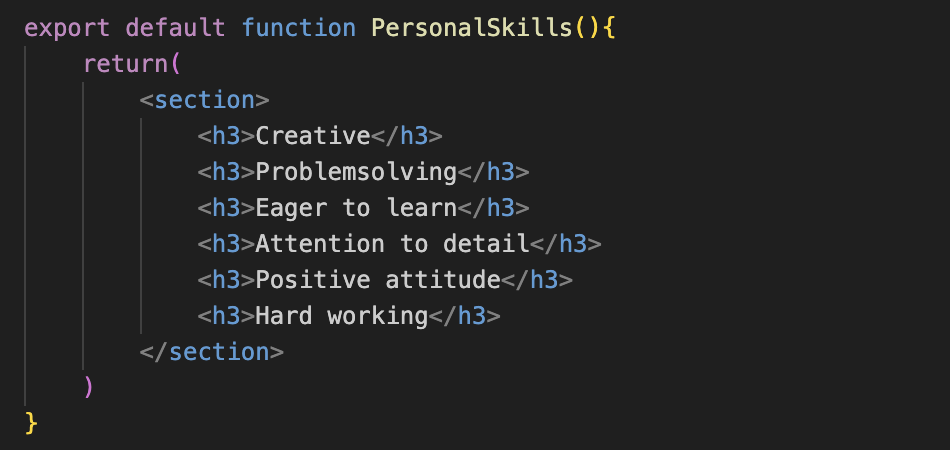 export default function PersonalSkills(){
    return(
        <section>
            <h3>Creative</h3>
            <h3>Problemsolving</h3>
            <h3>Eager to learn</h3>
            <h3>Attention to detail</h3>
            <h3>Positive attitude</h3>
            <h3>Hard working</h3>
        </section>
    )
}